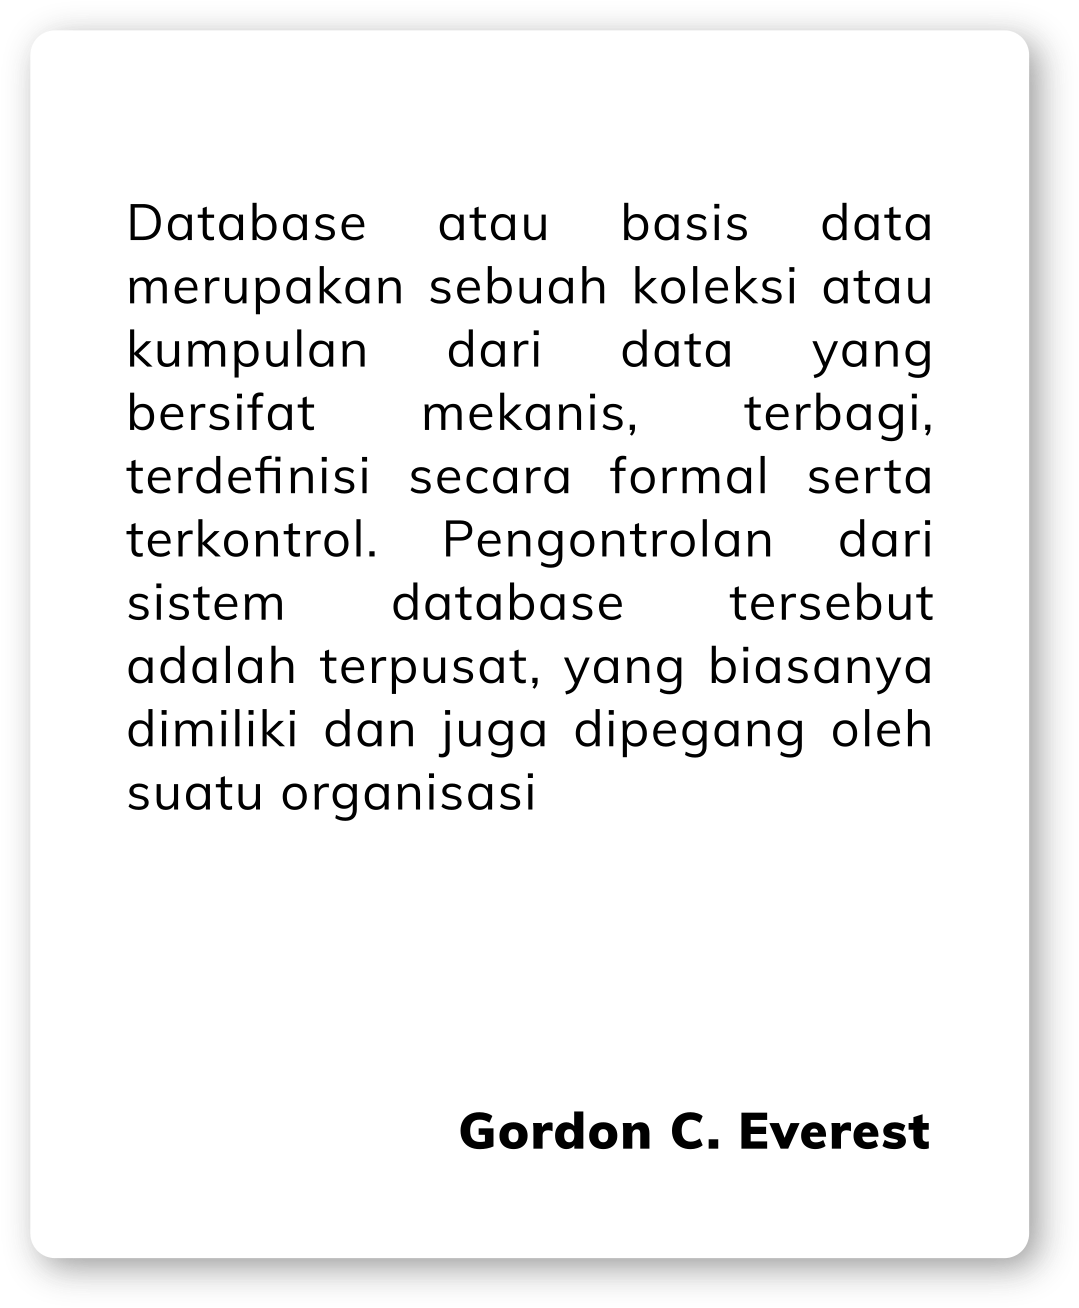 Database atau basis data
merupakan sebuah koleksi atau
kumpulan dari data yang
bersifat mekanis, terbagi,
terdefinisi secara formal serta
terkontrol. Pengontrolan dari
sistem database tersebut
adalah terpusat, yang biasanya
dimiliki dan juga dipegang oleh
suatu organisasi
Gordon C. Everest